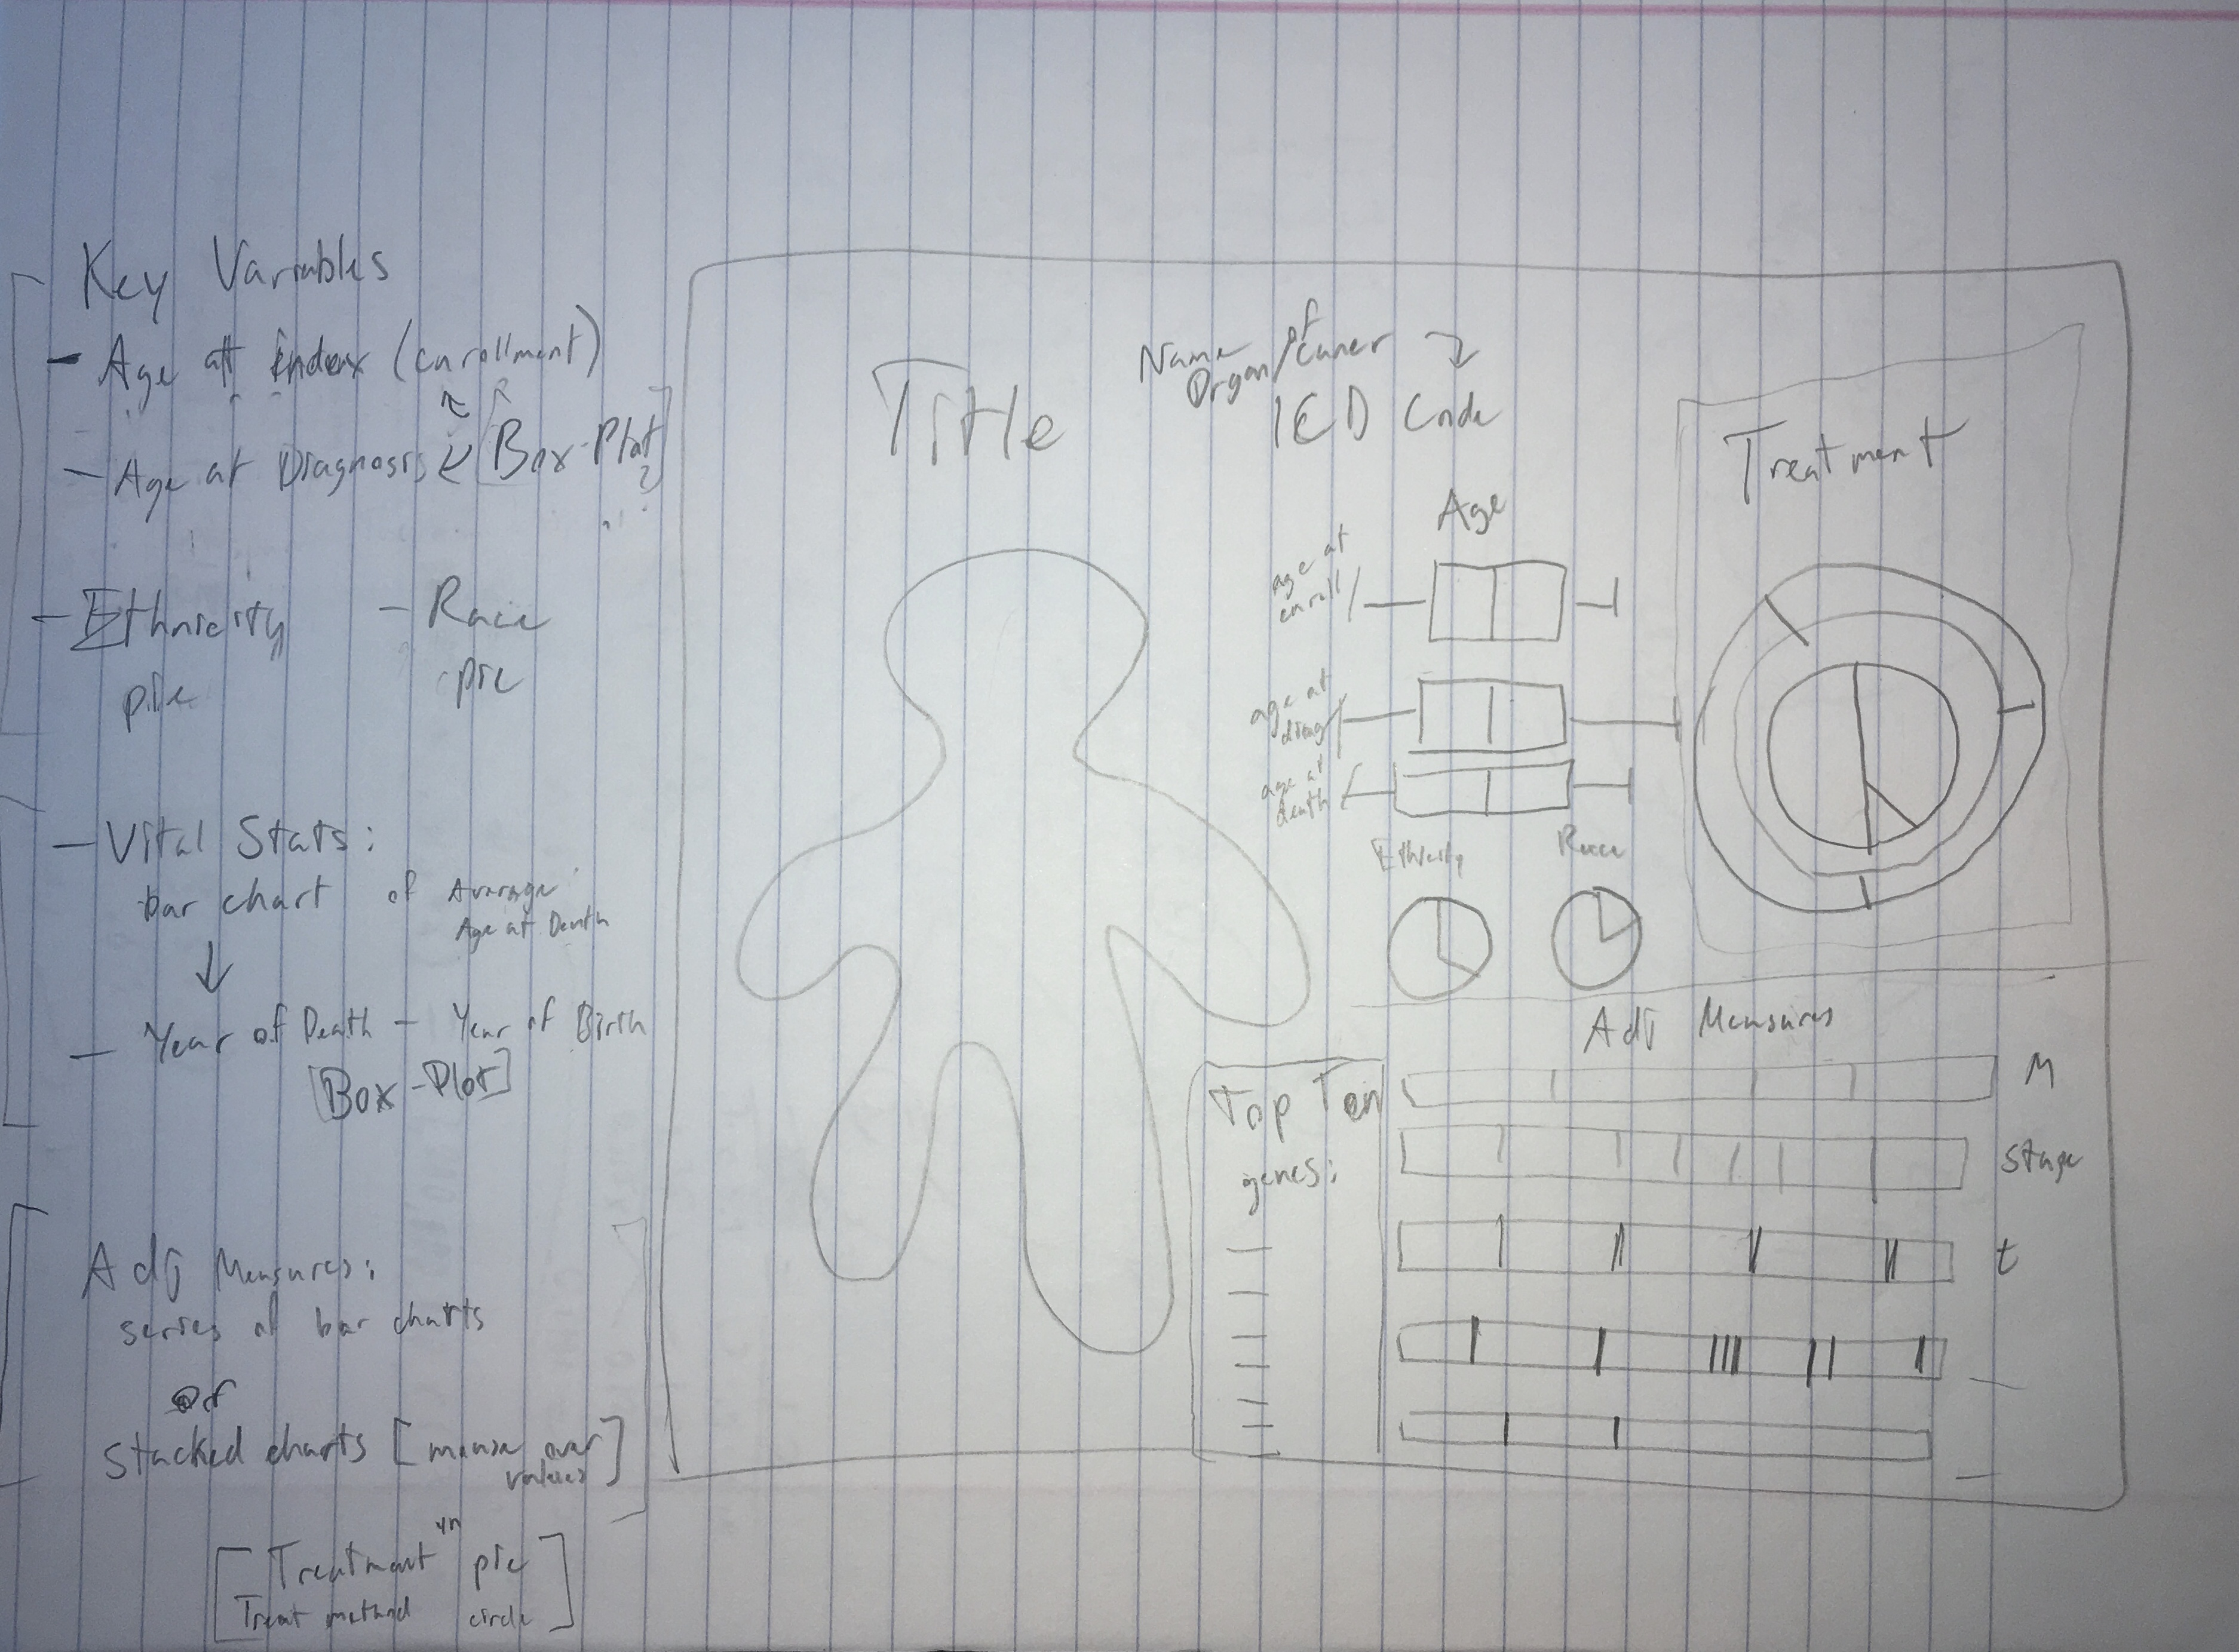 Key Variables
- Age at index (enrollment)
- Age at Diagnosis [Box-Plot ?]
- Ethnicity
pie
- Race
pie
- Vital Stats:
bar chart of Average
Age at Death
- Year of Death - Year of Birth
[Box-Plot]
Adj Measures:
series of bar charts
or
Stacked charts [mouse over
values]
[Treatment yn pie
Treat method circle]
Title
Name of
Organ/Cancer
ICD Code
Age
age at
enroll
age at
diag
age at
death
Ethnicity
Race
Treatment
Adj Measures
M
stage
t
Top Ten
genes: